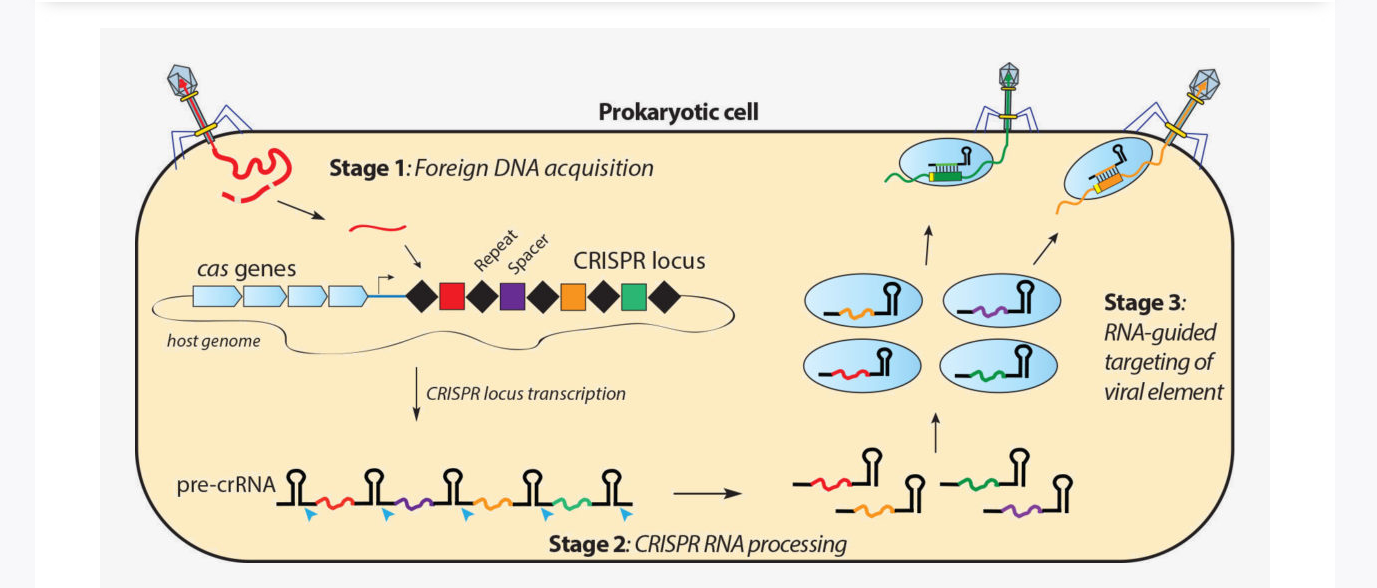 Prokaryotic cell
Stage 1: Foreign DNA acquisition
cas genes
Repeat
Spacer
CRISPR locus
host genome
CRISPR locus transcription
pre-crRNA
Stage 2: CRISPR RNA processing
Stage 3:
RNA-guided
targeting of
viral element